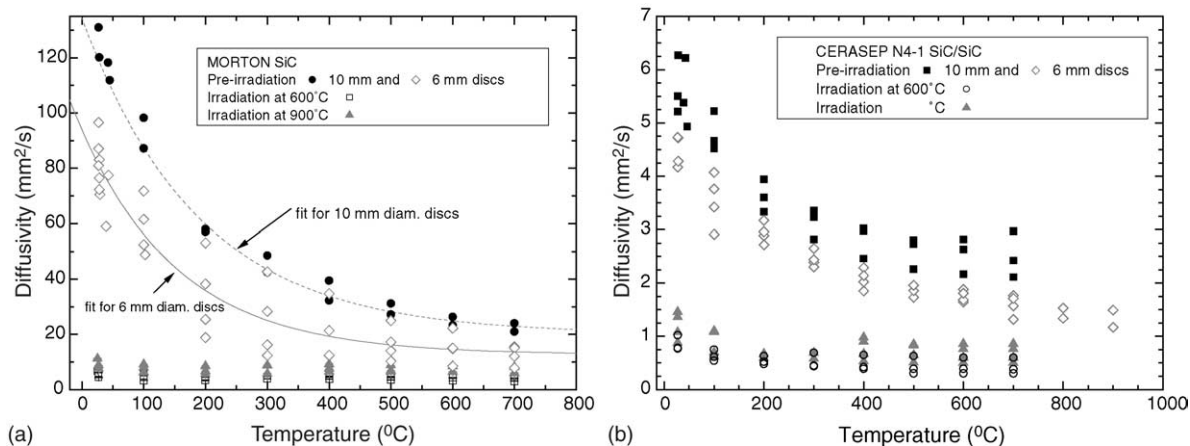 120
100
80
60
40
20
0
Diffusivity (mm²/s)
MORTON SiC
Pre-irradiation ● 10 mm and ◇ 6 mm discs
Irradiation at 600°C
Irradiation at 900°C
fit for 10 mm diam. discs
fit for 6 mm diam. discs
0 100 200 300 400 500 600 700 800
(a) Temperature (⁰C)
7
6
5
4
3
2
1
0
Diffusivity (mm²/s)
CERASEP N4-1 SiC/SiC
Pre-irradiation ■ 10 mm and ◇ 6 mm discs
Irradiation at 600°C ○
Irradiation °C ▲
0 200 400 600 800 1000
(b) Temperature (⁰C)